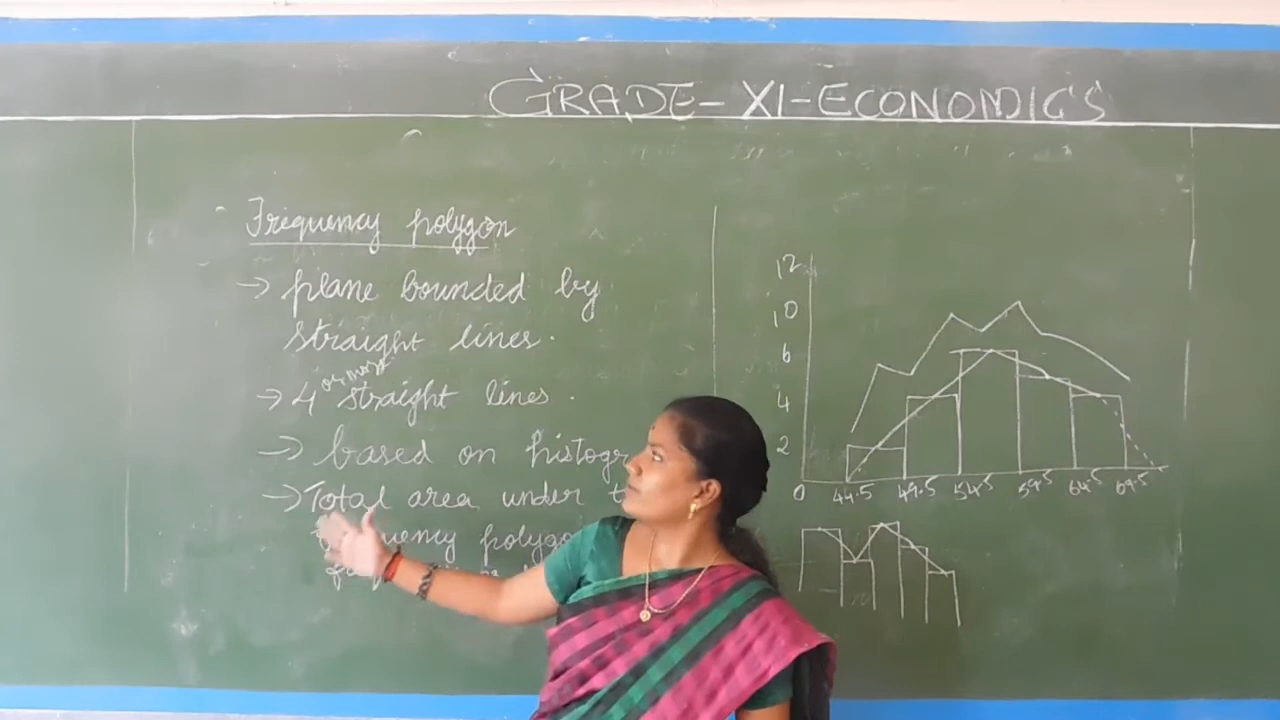 GRADE-XI-ECONOMICS
Frequency polygon
→ plane bounded by
straight lines.
or more
→ 4 straight lines.
→ based on histogr
→ Total area under t
quency polygo
12
10
6
4
2
0 44.5 49.5 54.5 59.5 64.5 69.5